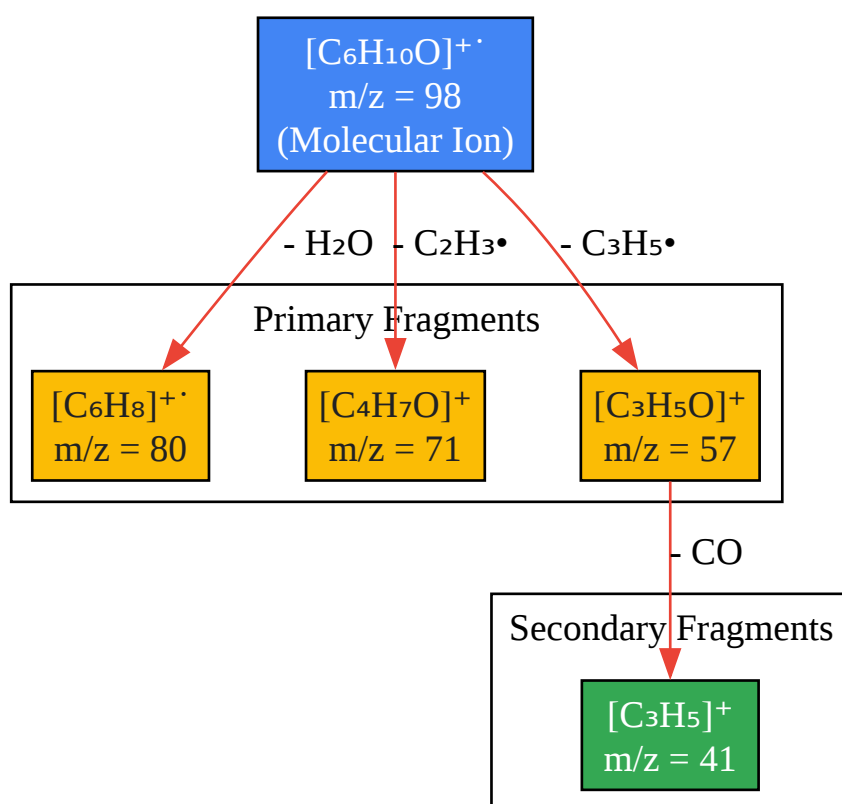 [C₆H₁₀O]⁺˙
m/z = 98
(Molecular Ion)
- H₂O
- C₂H₃•
- C₃H₅•
Primary Fragments
[C₆H₈]⁺˙
m/z = 80
[C₄H₇O]⁺
m/z = 71
[C₃H₅O]⁺
m/z = 57
- CO
Secondary Fragments
[C₃H₅]⁺
m/z = 41